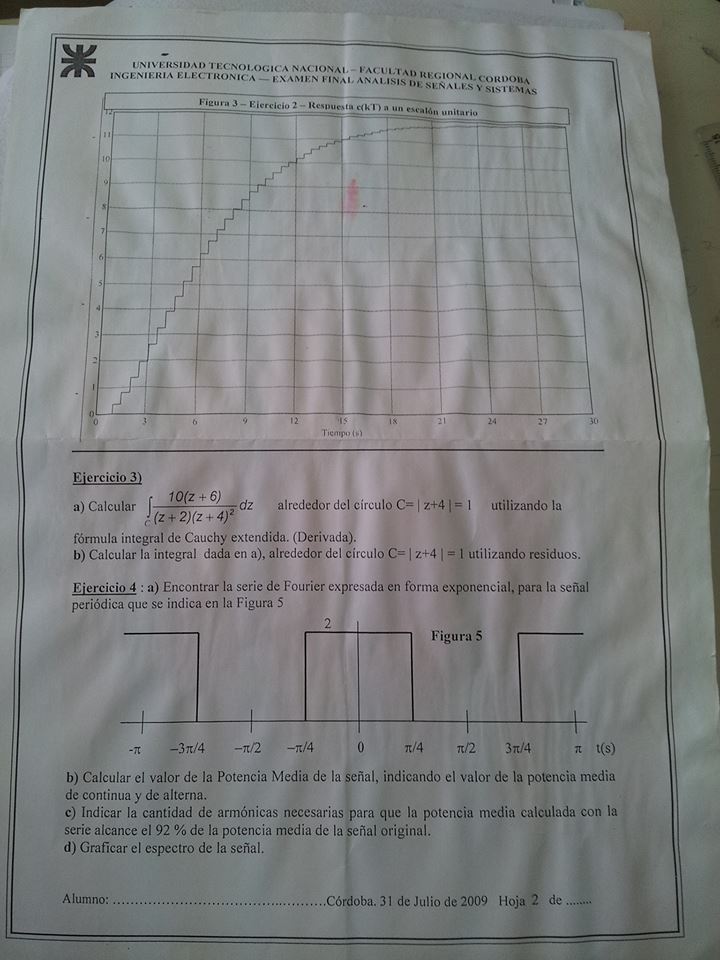 UNIVERSIDAD TECNOLOGICA NACIONAL – FACULTAD REGIONAL CORDOBA
INGENIERIA ELECTRONICA — EXAMEN FINAL ANALISIS DE SEÑALES Y SISTEMAS
Figura 3 – Ejercicio 2 – Respuesta c(kT) a un escalón unitario
12
11
10
9
8
7
6
5
4
3
2
1
0
0 3 6 9 12 15 18 21 24 27 30
Tiempo (s)
Ejercicio 3)
a) Calcular ∫C 10(z + 6) / (z + 2)(z + 4)² dz alrededor del círculo C= | z+4 | = 1 utilizando la
fórmula integral de Cauchy extendida. (Derivada).
b) Calcular la integral dada en a), alrededor del círculo C= | z+4 | = 1 utilizando residuos.
Ejercicio 4 : a) Encontrar la serie de Fourier expresada en forma exponencial, para la señal
periódica que se indica en la Figura 5
2
Figura 5
-π −3π/4 −π/2 −π/4 0 π/4 π/2 3π/4 π t(s)
b) Calcular el valor de la Potencia Media de la señal, indicando el valor de la potencia media
de continua y de alterna.
c) Indicar la cantidad de armónicas necesarias para que la potencia media calculada con la
serie alcance el 92 % de la potencia media de la señal original.
d) Graficar el espectro de la señal.
Alumno: ..........................................Córdoba. 31 de Julio de 2009 Hoja 2 de ........